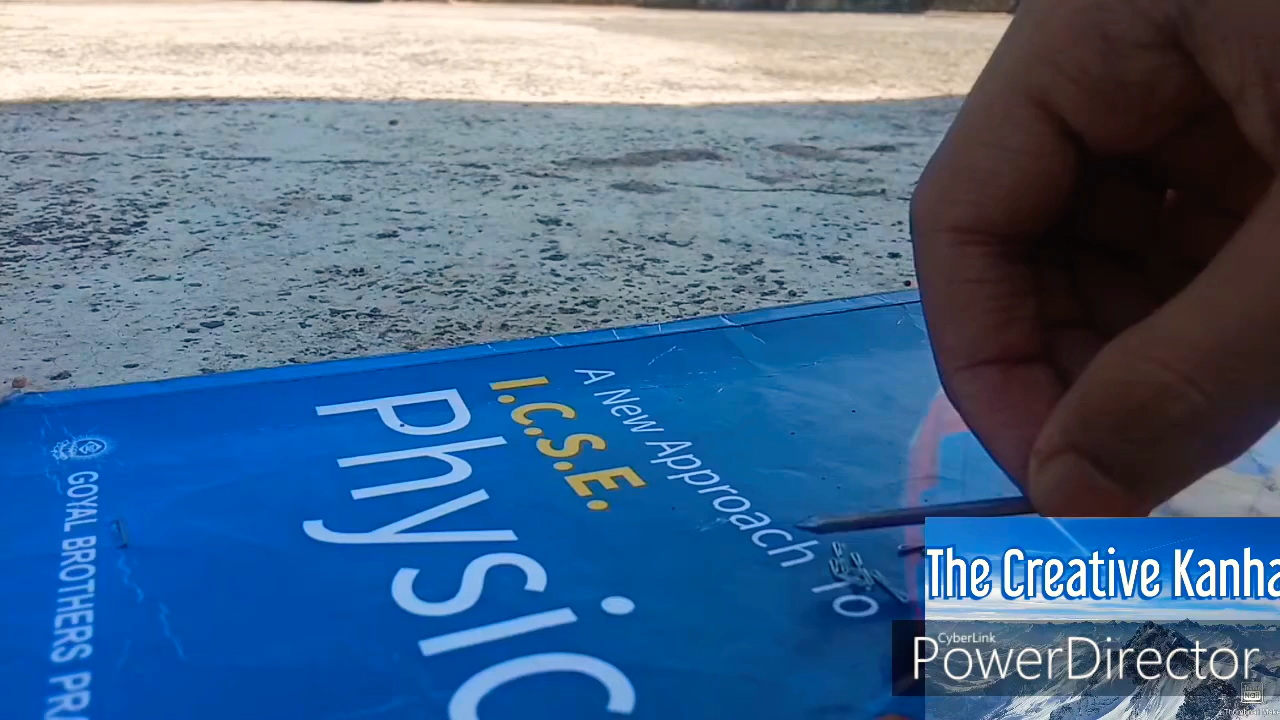 A New Approach To
I.C.S.E.
Physic
GOYAL BROTHERS PRA
The Creative Kanha
CyberLink
PowerDirector